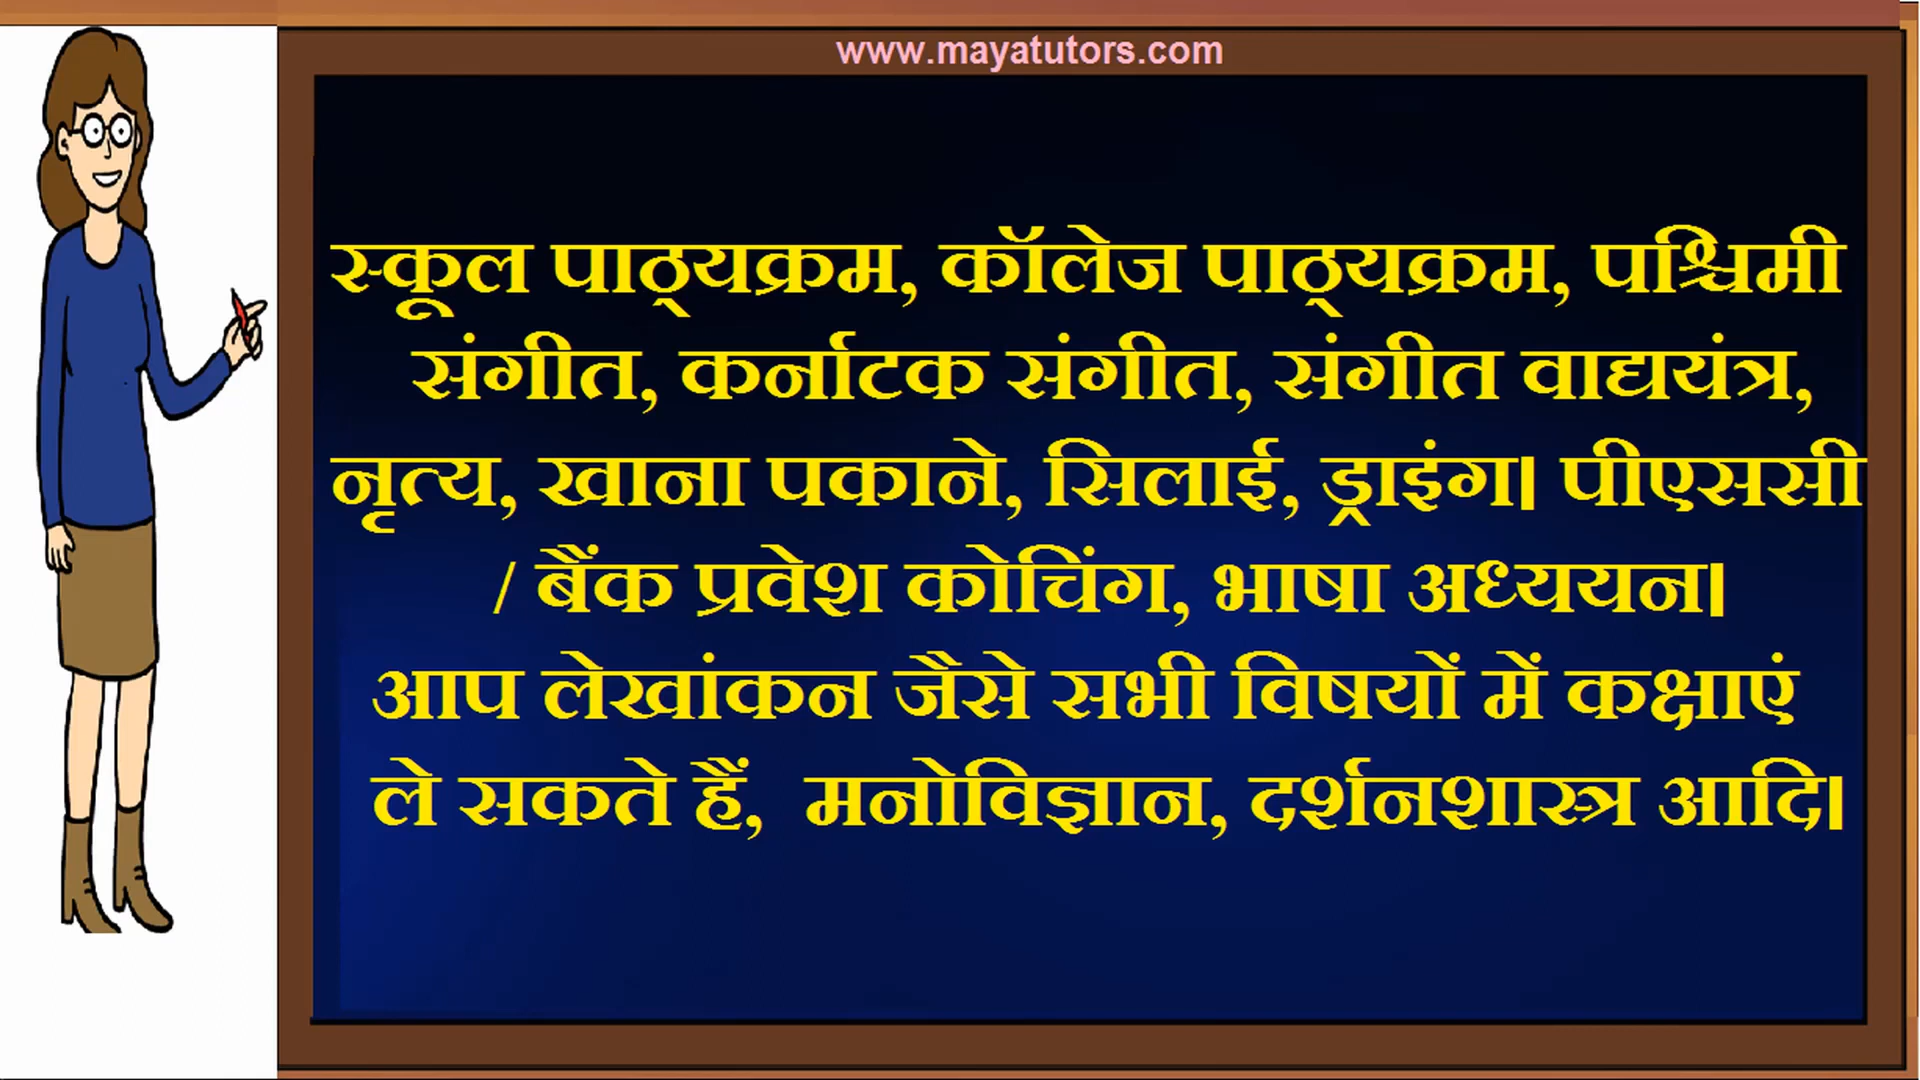 www.mayatutors.com
स्कूल पाठ्यक्रम, कॉलेज पाठ्यक्रम, पश्चिमी
संगीत, कर्नाटक संगीत, संगीत वाद्ययंत्र,
नृत्य, खाना पकाने, सिलाई, ड्राइंग। पीएससी
/ बैंक प्रवेश कोचिंग, भाषा अध्ययन।
आप लेखांकन जैसे सभी विषयों में कक्षाएं
ले सकते हैं, मनोविज्ञान, दर्शनशास्त्र आदि।